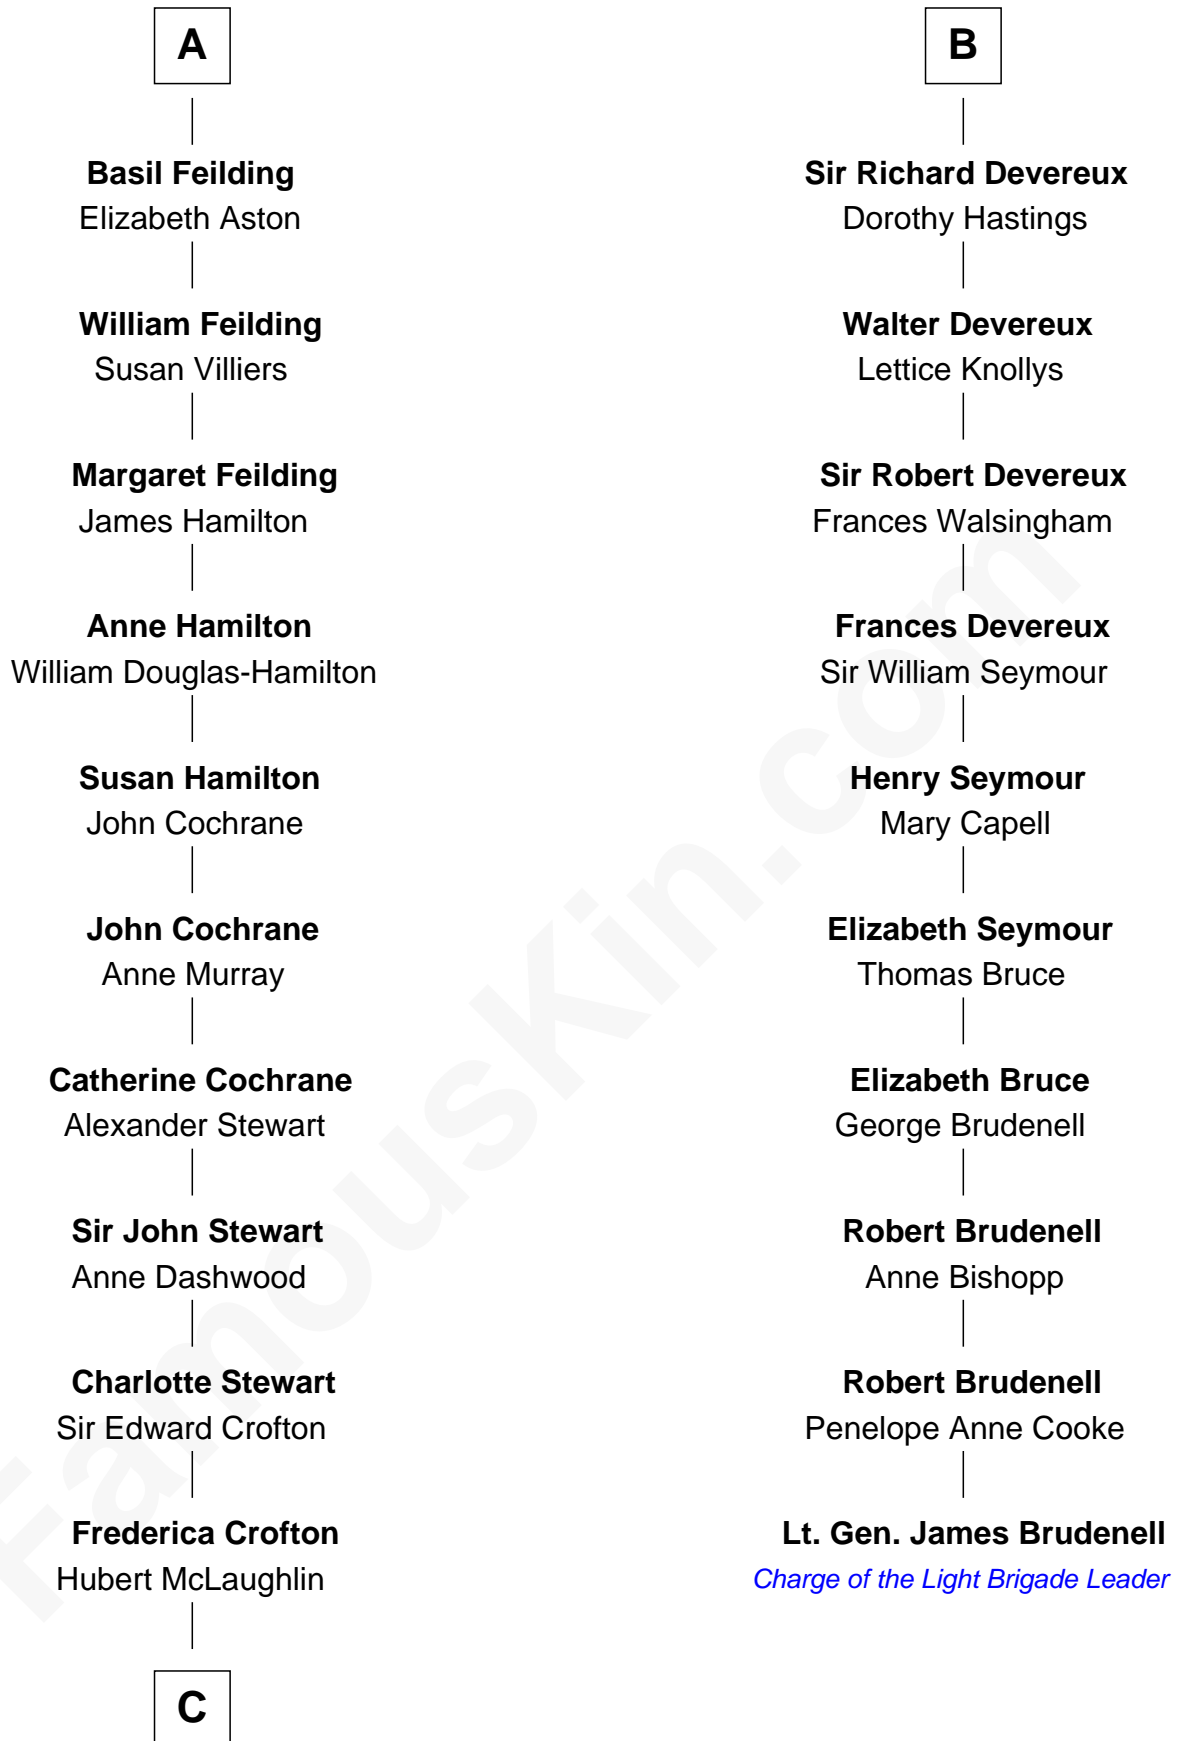 A
Basil Feilding
Elizabeth Aston
William Feilding
Susan Villiers
Margaret Feilding
James Hamilton
Anne Hamilton
William Douglas-Hamilton
Susan Hamilton
John Cochrane
John Cochrane
Anne Murray
Catherine Cochrane
Alexander Stewart
Sir John Stewart
Anne Dashwood
Charlotte Stewart
Sir Edward Crofton
Frederica Crofton
Hubert McLaughlin
C
B
Sir Richard Devereux
Dorothy Hastings
Walter Devereux
Lettice Knollys
Sir Robert Devereux
Frances Walsingham
Frances Devereux
Sir William Seymour
Henry Seymour
Mary Capell
Elizabeth Seymour
Thomas Bruce
Elizabeth Bruce
George Brudenell
Robert Brudenell
Anne Bishopp
Robert Brudenell
Penelope Anne Cooke
Lt. Gen. James Brudenell
Charge of the Light Brigade Leader
FamousKin.com